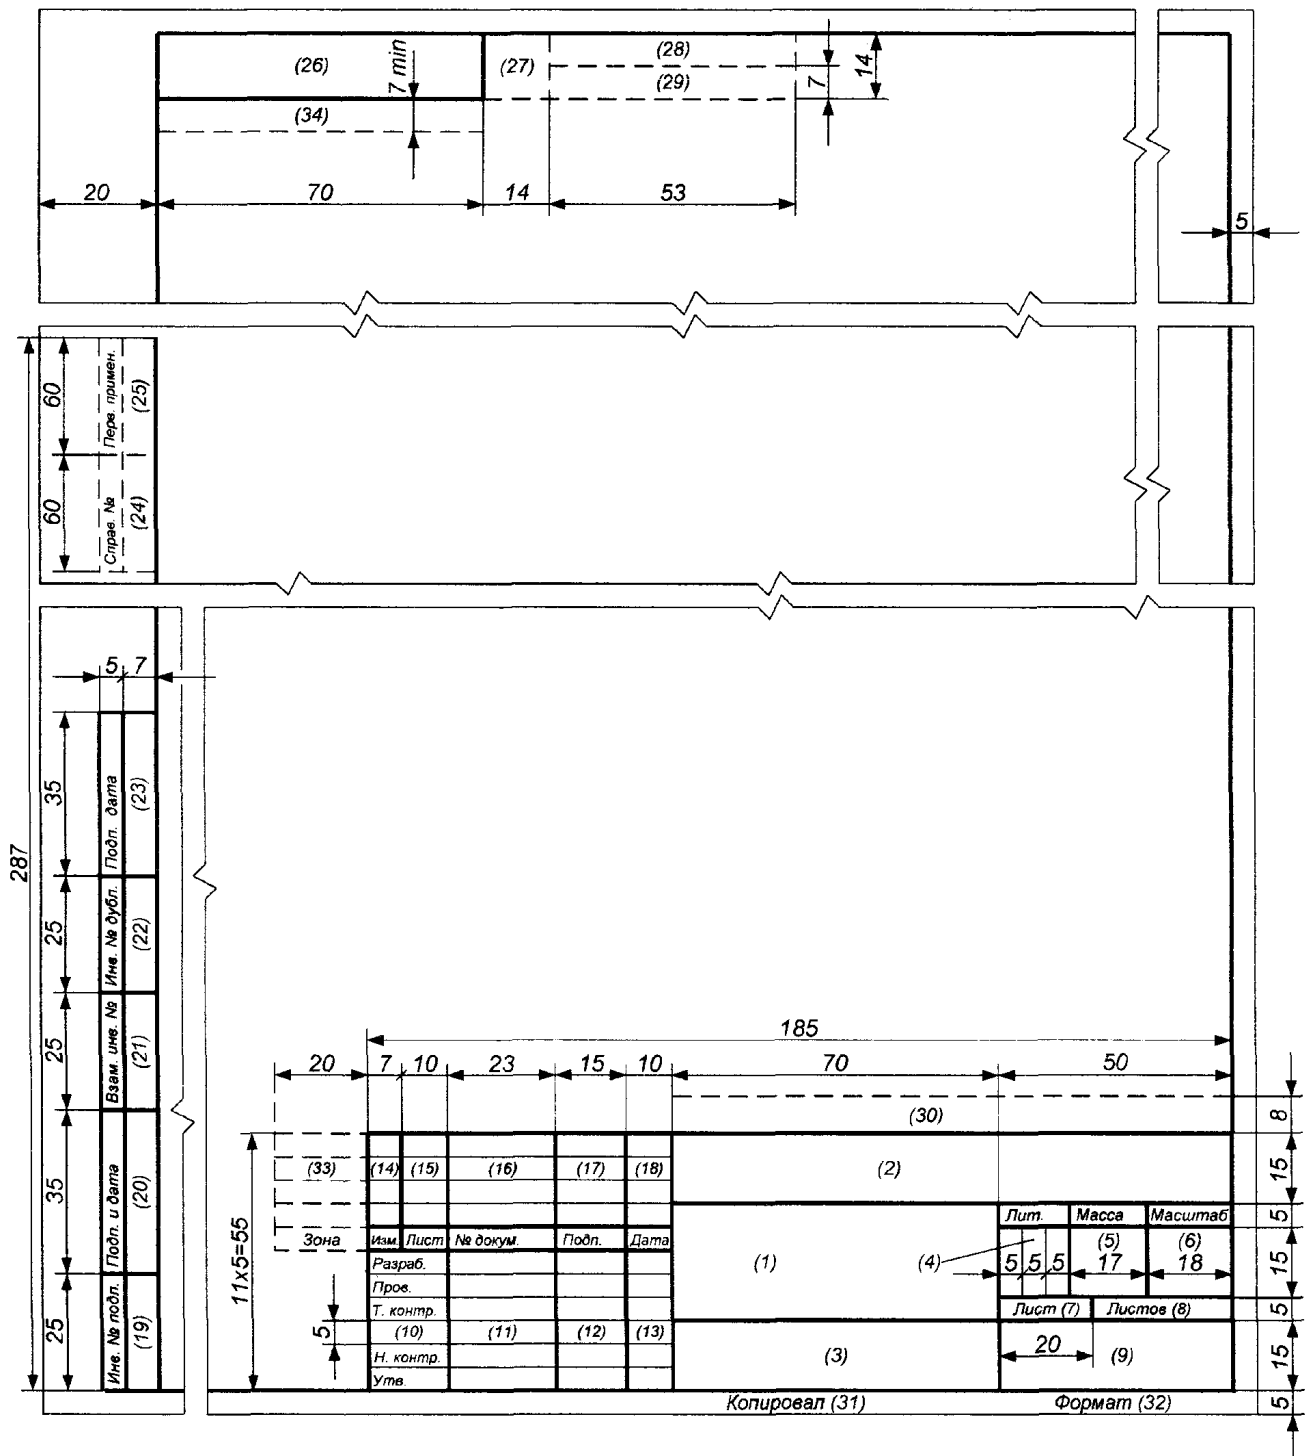 (26)
7 min
(27)
(28)
(29)
7
14
(34)
20
70
14
53
5
60
Перв. примен.
(25)
60
Справ. №
(24)
287
5
7
35
Подп. дата
(23)
25
Инв. № дубл.
(22)
25
Взам. инв. №
(21)
35
Подп. и дата
(20)
25
Инв. № подл.
(19)
185
20
7
10
23
15
10
70
50
(30)
8
(33)
(14)
(15)
(16)
(17)
(18)
(2)
15
11x5=55
Лит.
Масса
Масштаб
5
Зона
Изм.
Лист
№ докум.
Подп.
Дата
(1)
(4)
(5)
(6)
5
5
5
17
18
15
Разраб.
Пров.
Т. контр.
Лист (7)
Листов (8)
5
5
(10)
(11)
(12)
(13)
(3)
20
(9)
15
Н. контр.
Утв.
Копировал (31)
Формат (32)
5